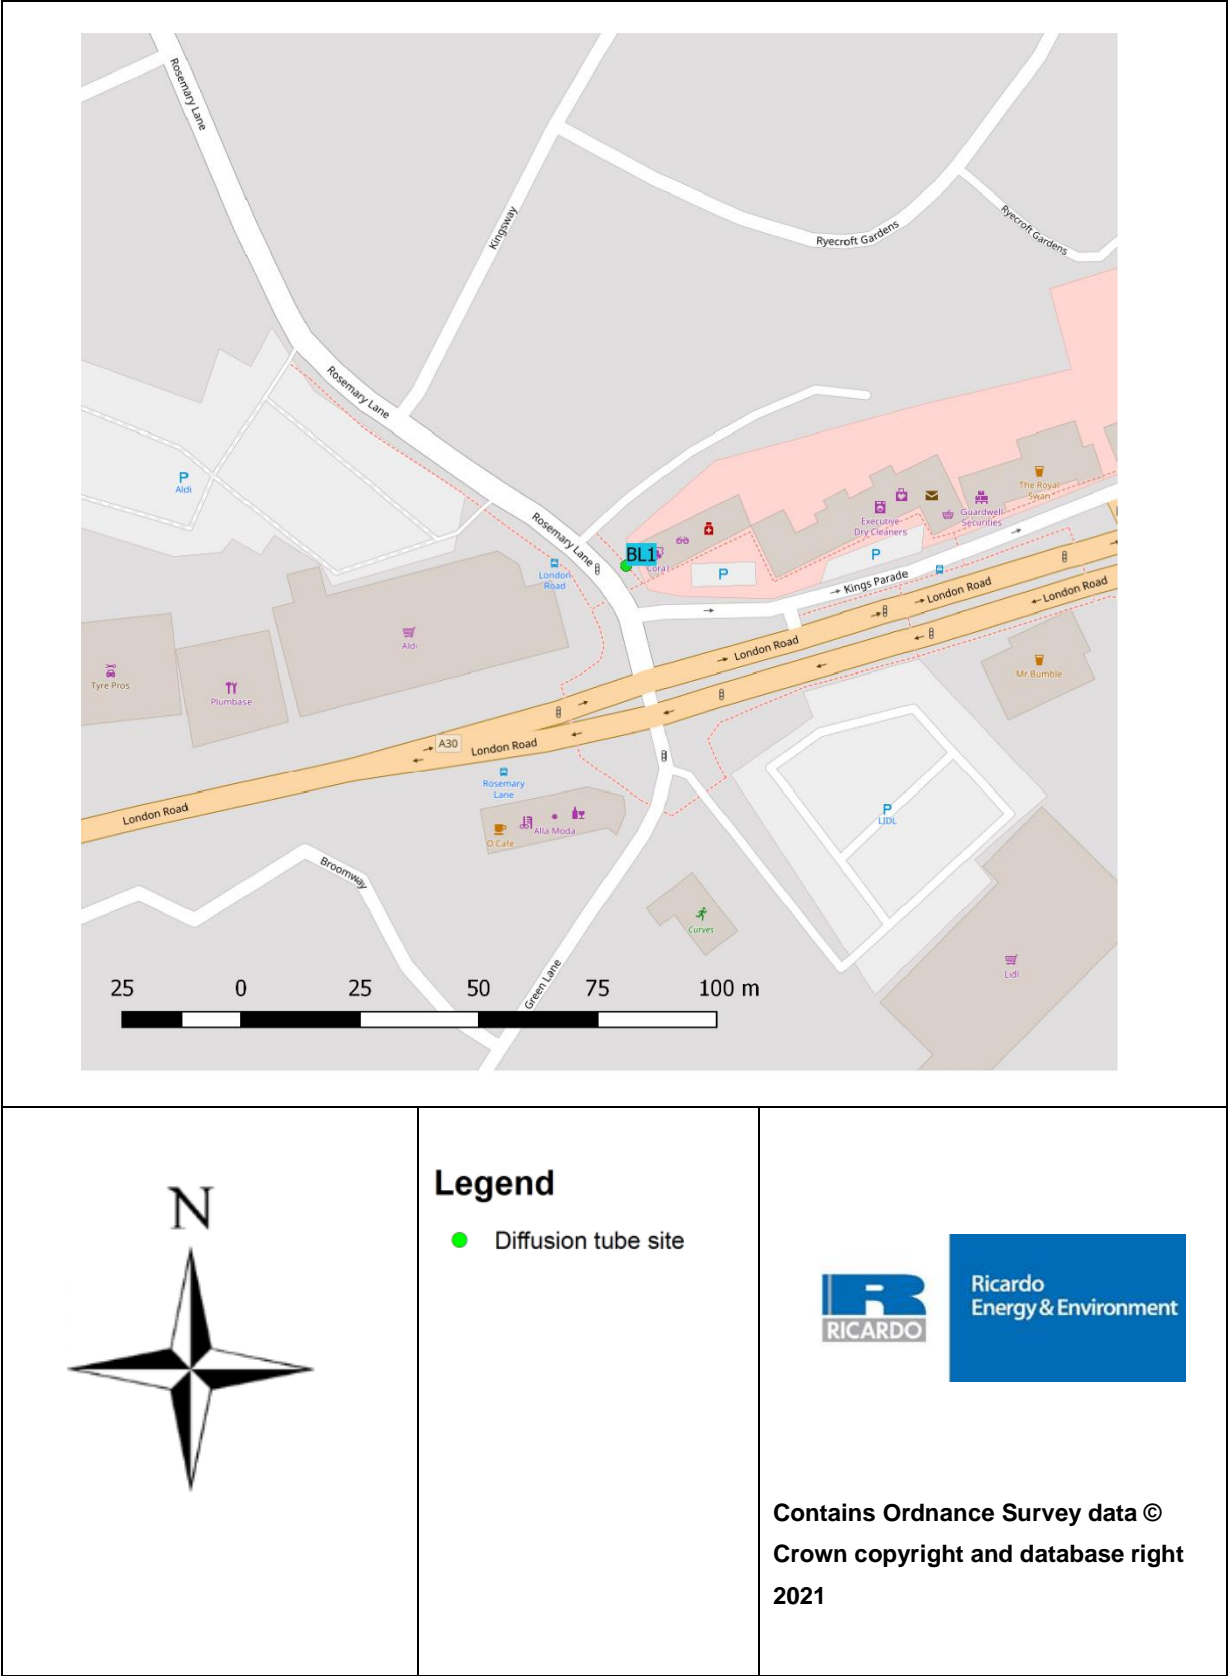 Rosemary Lane
Kingsway
Ryecroft Gardens
Ryecroft Gardens
Rosemary Lane
P
Aldi
Rosemary Lane
London
Road
BL1
Coral
P
Executive
Dry Cleaners
The Royal
Swan
Guardwell
Securities
P
Kings Parade
London Road
London Road
London Road
Aldi
Tyre Pros
Plumbase
Mr Bumble
A30
London Road
Rosemary
Lane
London Road
O Cafe
Alla Moda
P
LIDL
Broomway
Curves
Green Lane
Lidl
25 0 25 50 75 100 m
N
Legend
Diffusion tube site
R
RICARDO
Ricardo
Energy & Environment
Contains Ordnance Survey data ©
Crown copyright and database right
2021